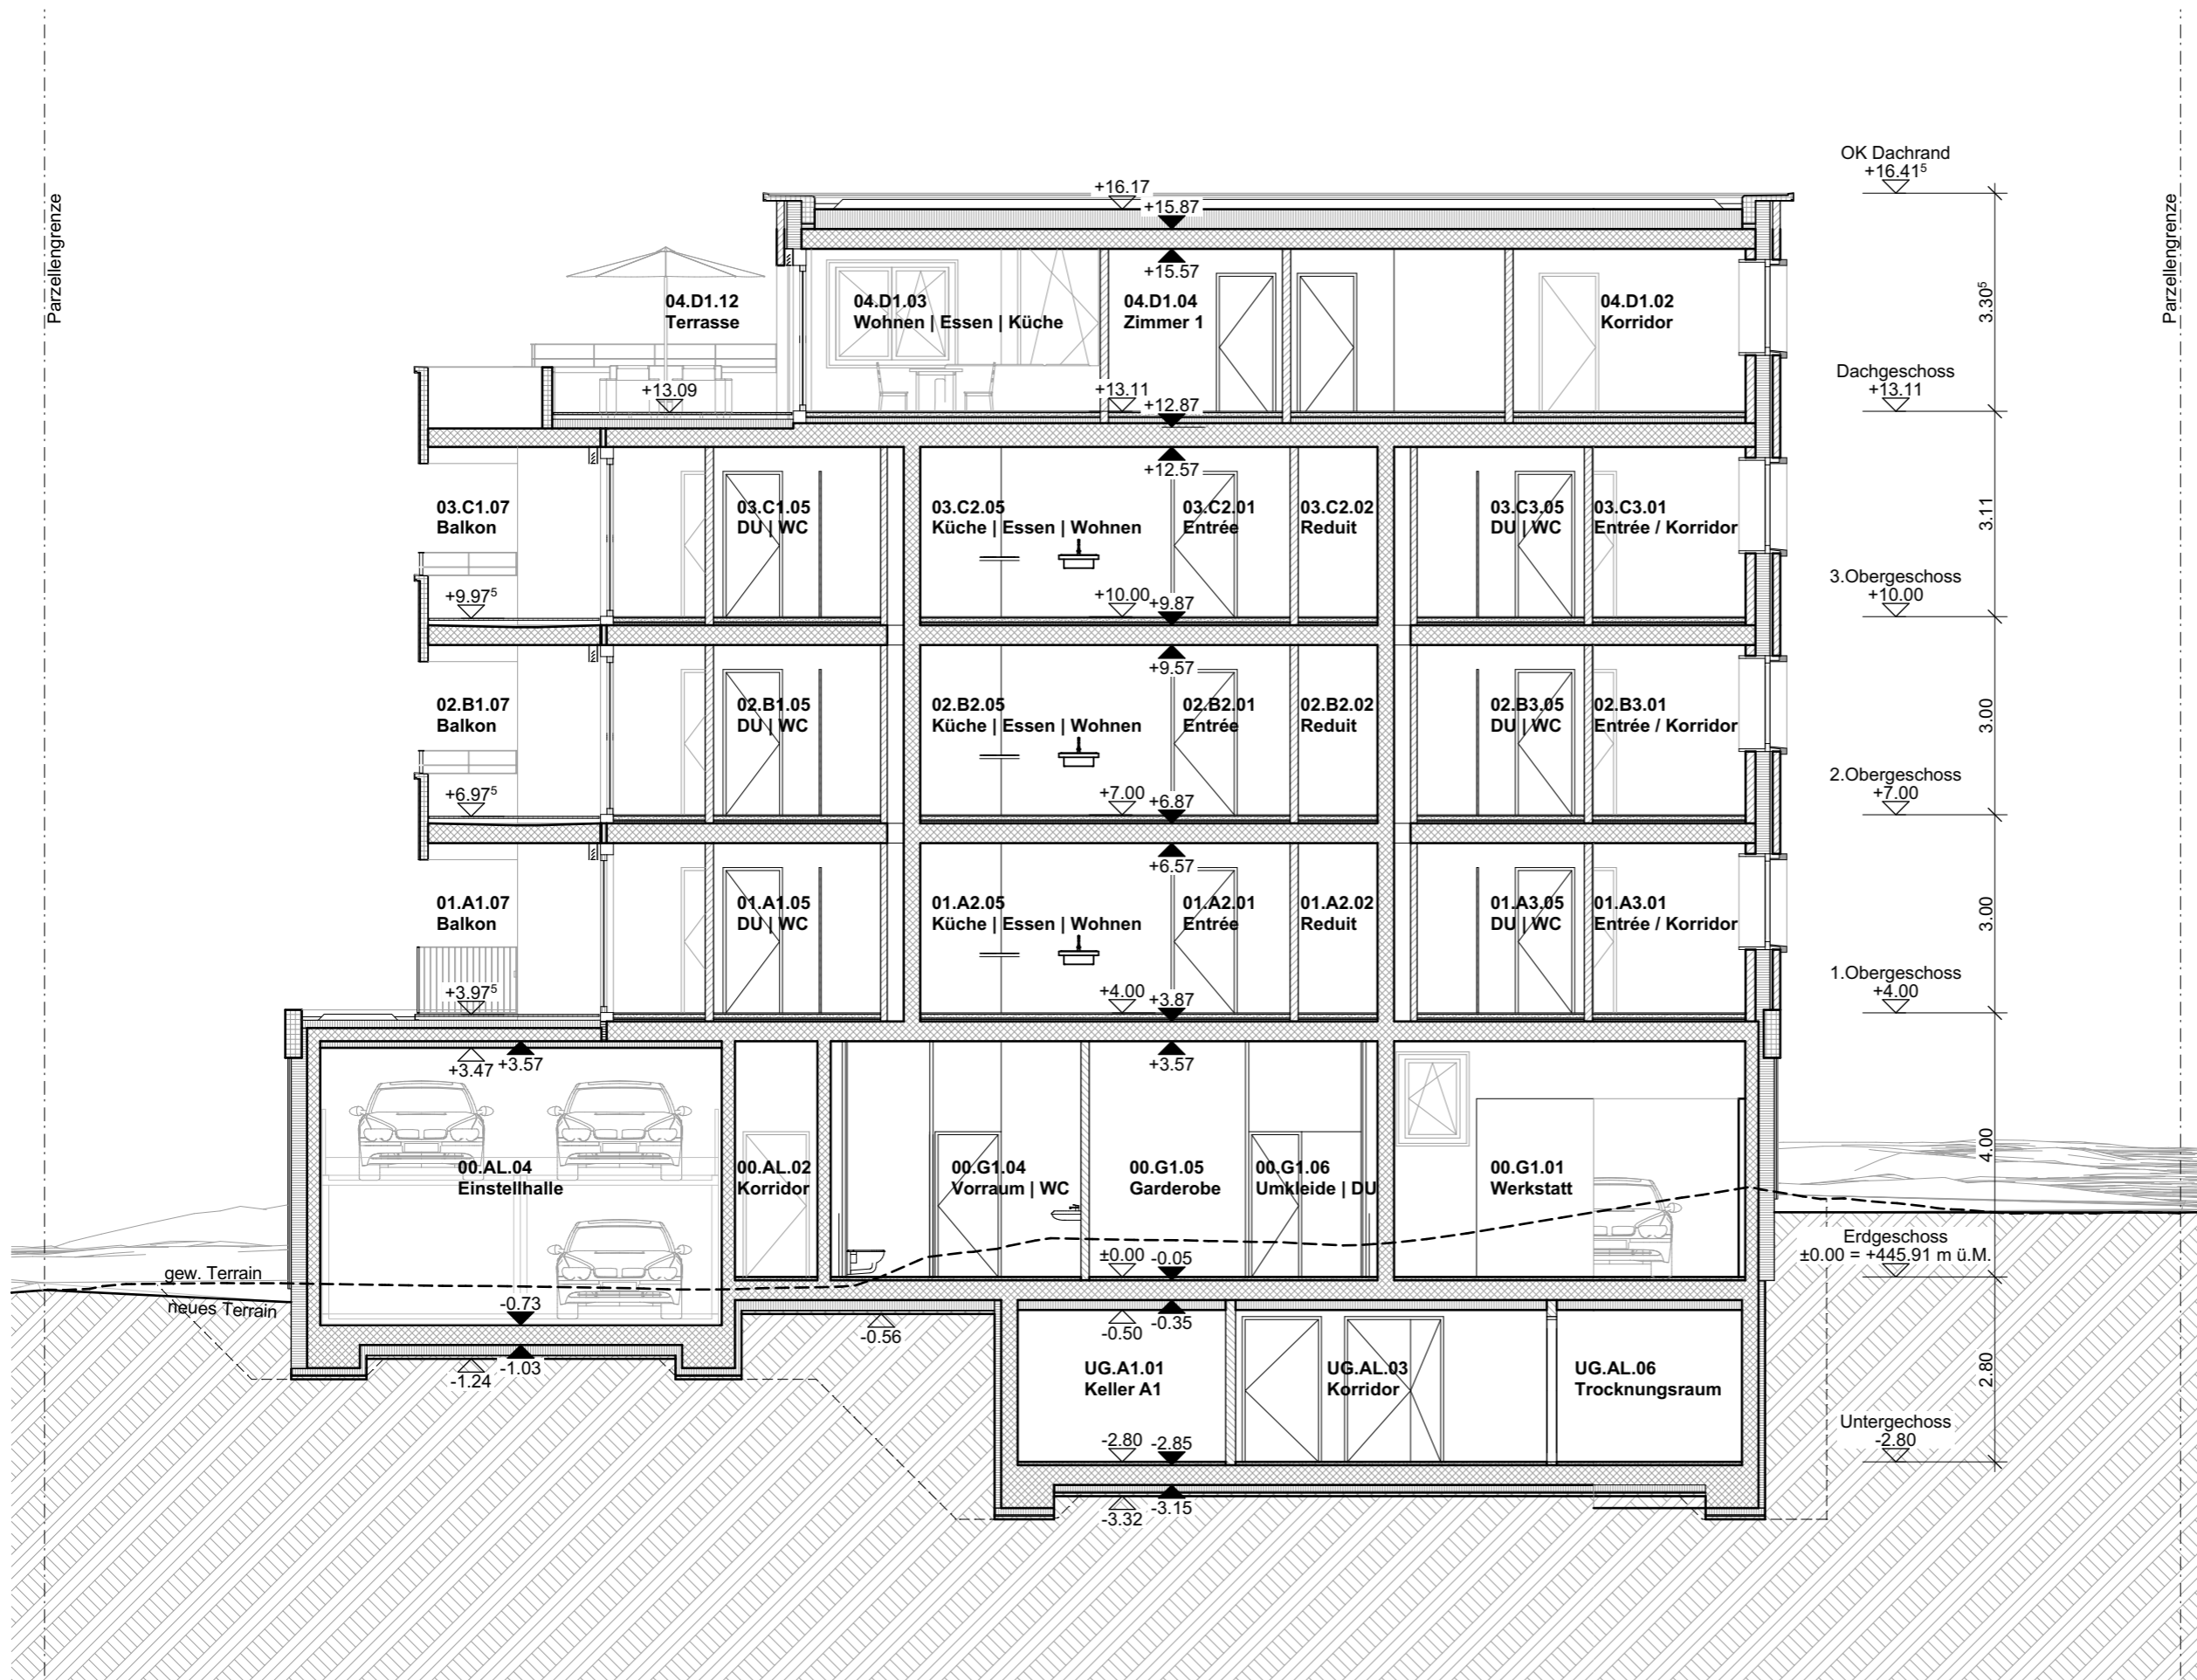 OK Dachrand
+16.41⁵
Parzellengrenze
Parzellengrenze
+16.17
+15.87
+15.57
04.D1.12
Terrasse
04.D1.03
Wohnen | Essen | Küche
04.D1.04
Zimmer 1
04.D1.02
Korridor
3.30⁵
+13.09
+13.11
+12.87
Dachgeschoss
+13.11
+12.57
03.C1.07
Balkon
03.C1.05
DU | WC
03.C2.05
Küche | Essen | Wohnen
03.C2.01
Entrée
03.C2.02
Reduit
03.C3.05
DU | WC
03.C3.01
Entrée / Korridor
3.11
+9.97⁵
+10.00
+9.87
3.Obergeschoss
+10.00
+9.57
02.B1.07
Balkon
02.B1.05
DU | WC
02.B2.05
Küche | Essen | Wohnen
02.B2.01
Entrée
02.B2.02
Reduit
02.B3.05
DU | WC
02.B3.01
Entrée / Korridor
3.00
+6.97⁵
+7.00
+6.87
2.Obergeschoss
+7.00
+6.57
01.A1.07
Balkon
01.A1.05
DU | WC
01.A2.05
Küche | Essen | Wohnen
01.A2.01
Entrée
01.A2.02
Reduit
01.A3.05
DU | WC
01.A3.01
Entrée / Korridor
3.00
+3.97⁵
+4.00
+3.87
1.Obergeschoss
+4.00
+3.47
+3.57
+3.57
00.AL.04
Einstellhalle
00.AL.02
Korridor
00.G1.04
Vorraum | WC
00.G1.05
Garderobe
00.G1.06
Umkleide | DU
00.G1.01
Werkstatt
4.00
±0.00
-0.05
Erdgeschoss
±0.00 = +445.91 m ü.M.
gew. Terrain
neues Terrain
-0.73
-0.56
-0.50
-0.35
-1.24
-1.03
UG.A1.01
Keller A1
UG.AL.03
Korridor
UG.AL.06
Trocknungsraum
2.80
-2.80
-2.85
Untergechoss
-2.80
-3.32
-3.15